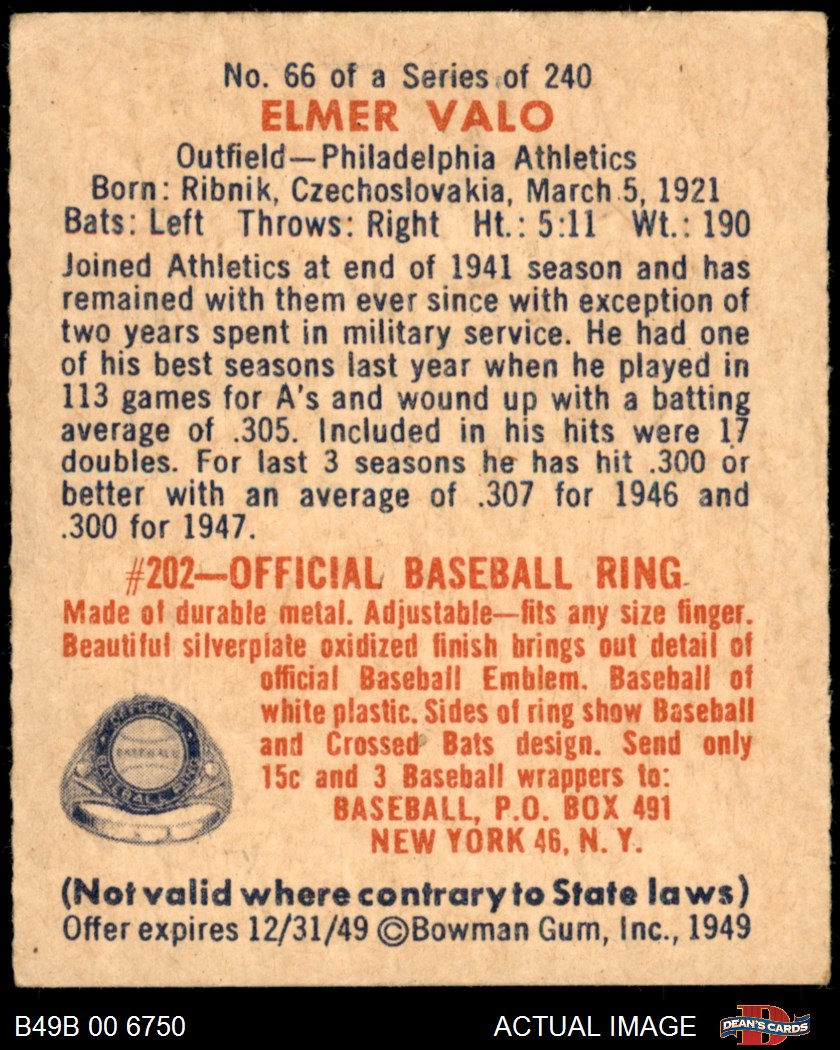 No. 66 of a Series of 240
ELMER VALO
Outfield—Philadelphia Athletics
Born: Ribnik, Czechoslovakia, March 5, 1921
Bats: Left Throws: Right Ht.: 5:11 Wt.: 190
Joined Athletics at end of 1941 season and has
remained with them ever since with exception of
two years spent in military service. He had one
of his best seasons last year when he played in
113 games for A's and wound up with a batting
average of .305. Included in his hits were 17
doubles. For last 3 seasons he has hit .300 or
better with an average of .307 for 1946 and
.300 for 1947.
#202—OFFICIAL BASEBALL RING
Made of durable metal. Adjustable—fits any size finger.
Beautiful silverplate oxidized finish brings out detail of
official Baseball Emblem. Baseball of
white plastic. Sides of ring show Baseball
and Crossed Bats design. Send only
15c and 3 Baseball wrappers to:
BASEBALL, P.O. BOX 491
NEW YORK 46, N. Y.
OFFICIAL
BASEBALL
BASEBALL RING
(Not valid where contrary to State laws)
Offer expires 12/31/49 ©Bowman Gum, Inc., 1949
B49B 00 6750
ACTUAL IMAGE
DEAN'S CARDS